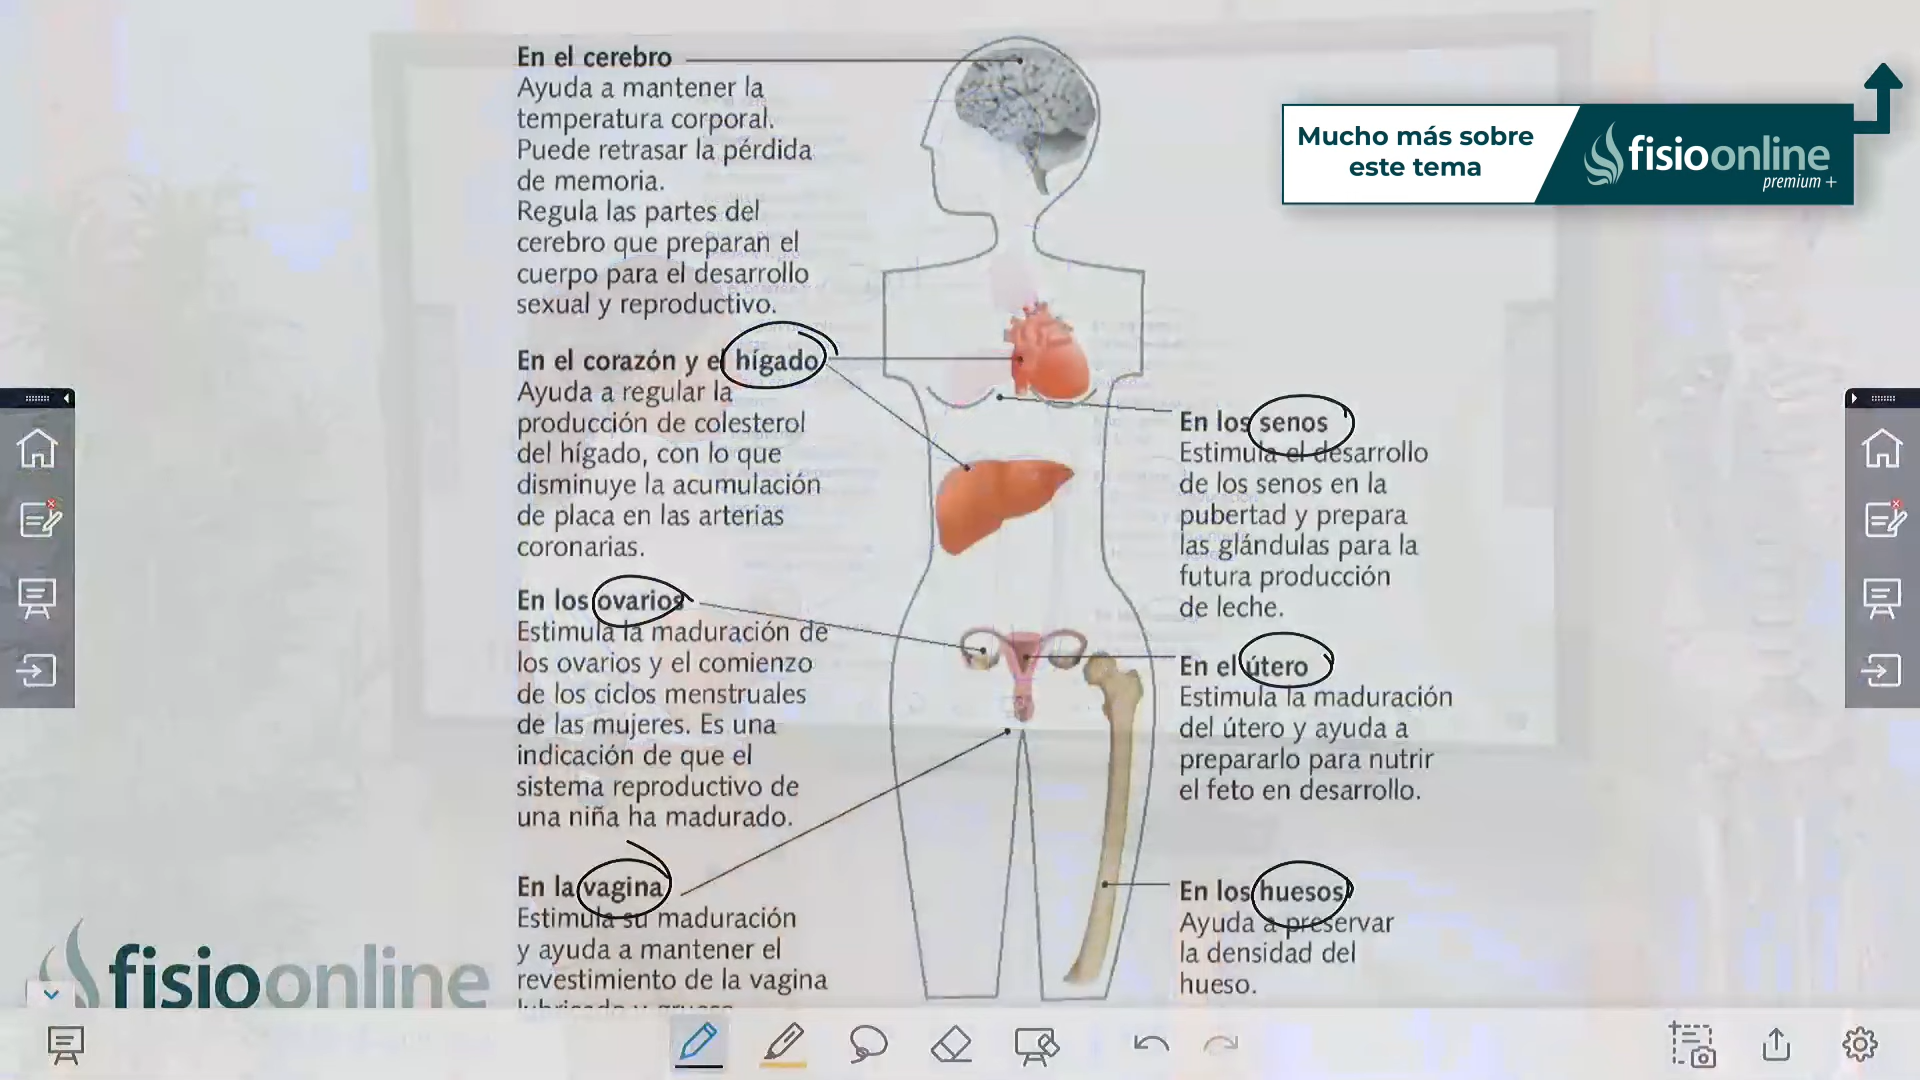 En el cerebro
Ayuda a mantener la
temperatura corporal.
Puede retrasar la pérdida
de memoria.
Regula las partes del
cerebro que preparan el
cuerpo para el desarrollo
sexual y reproductivo.
En el corazón y el hígado
Ayuda a regular la
producción de colesterol
del hígado, con lo que
disminuye la acumulación
de placa en las arterias
coronarias.
En los ovarios
Estimula la maduración de
los ovarios y el comienzo
de los ciclos menstruales
de las mujeres. Es una
indicación de que el
sistema reproductivo de
una niña ha madurado.
En la vagina
Estimula su maduración
y ayuda a mantener el
revestimiento de la vagina
lubricado y grueso
Mucho más sobre
este tema
fisioonline
premium +
En los senos
Estimula el desarrollo
de los senos en la
pubertad y prepara
las glándulas para la
futura producción
de leche.
En el útero
Estimula la maduración
del útero y ayuda a
prepararlo para nutrir
el feto en desarrollo.
En los huesos
Ayuda a preservar
la densidad del
hueso.
fisioonline